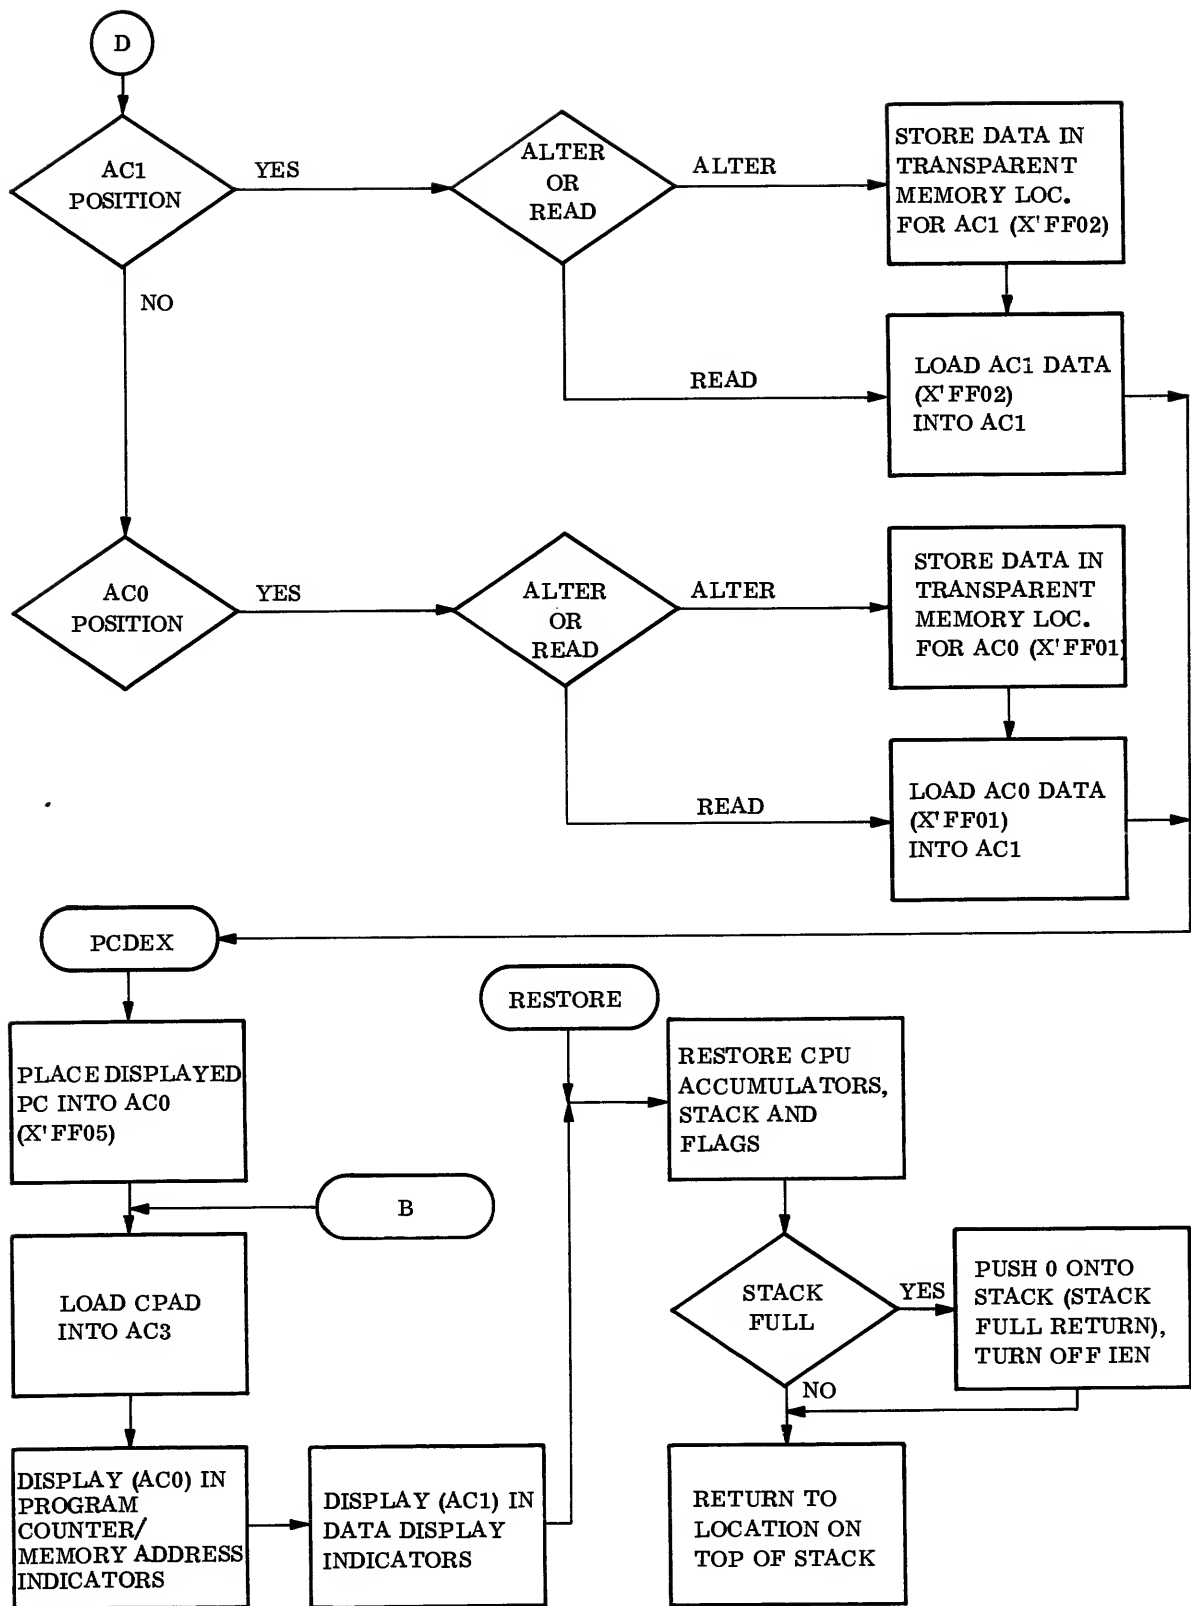 D
AC1
POSITION
YES
ALTER
OR
READ
ALTER
STORE DATA IN
TRANSPARENT
MEMORY LOC.
FOR AC1 (X'FF02)
NO
READ
LOAD AC1 DATA
(X'FF02)
INTO AC1
AC0
POSITION
YES
ALTER
OR
READ
ALTER
STORE DATA IN
TRANSPARENT
MEMORY LOC.
FOR AC0 (X'FF01)
READ
LOAD AC0 DATA
(X'FF01)
INTO AC1
PCDEX
RESTORE
PLACE DISPLAYED
PC INTO AC0
(X'FF05)
RESTORE CPU
ACCUMULATORS,
STACK AND
FLAGS
B
LOAD CPAD
INTO AC3
STACK
FULL
YES
PUSH 0 ONTO
STACK (STACK
FULL RETURN),
TURN OFF IEN
NO
DISPLAY (AC0) IN
PROGRAM
COUNTER/
MEMORY ADDRESS
INDICATORS
DISPLAY (AC1) IN
DATA DISPLAY
INDICATORS
RETURN TO
LOCATION ON
TOP OF STACK